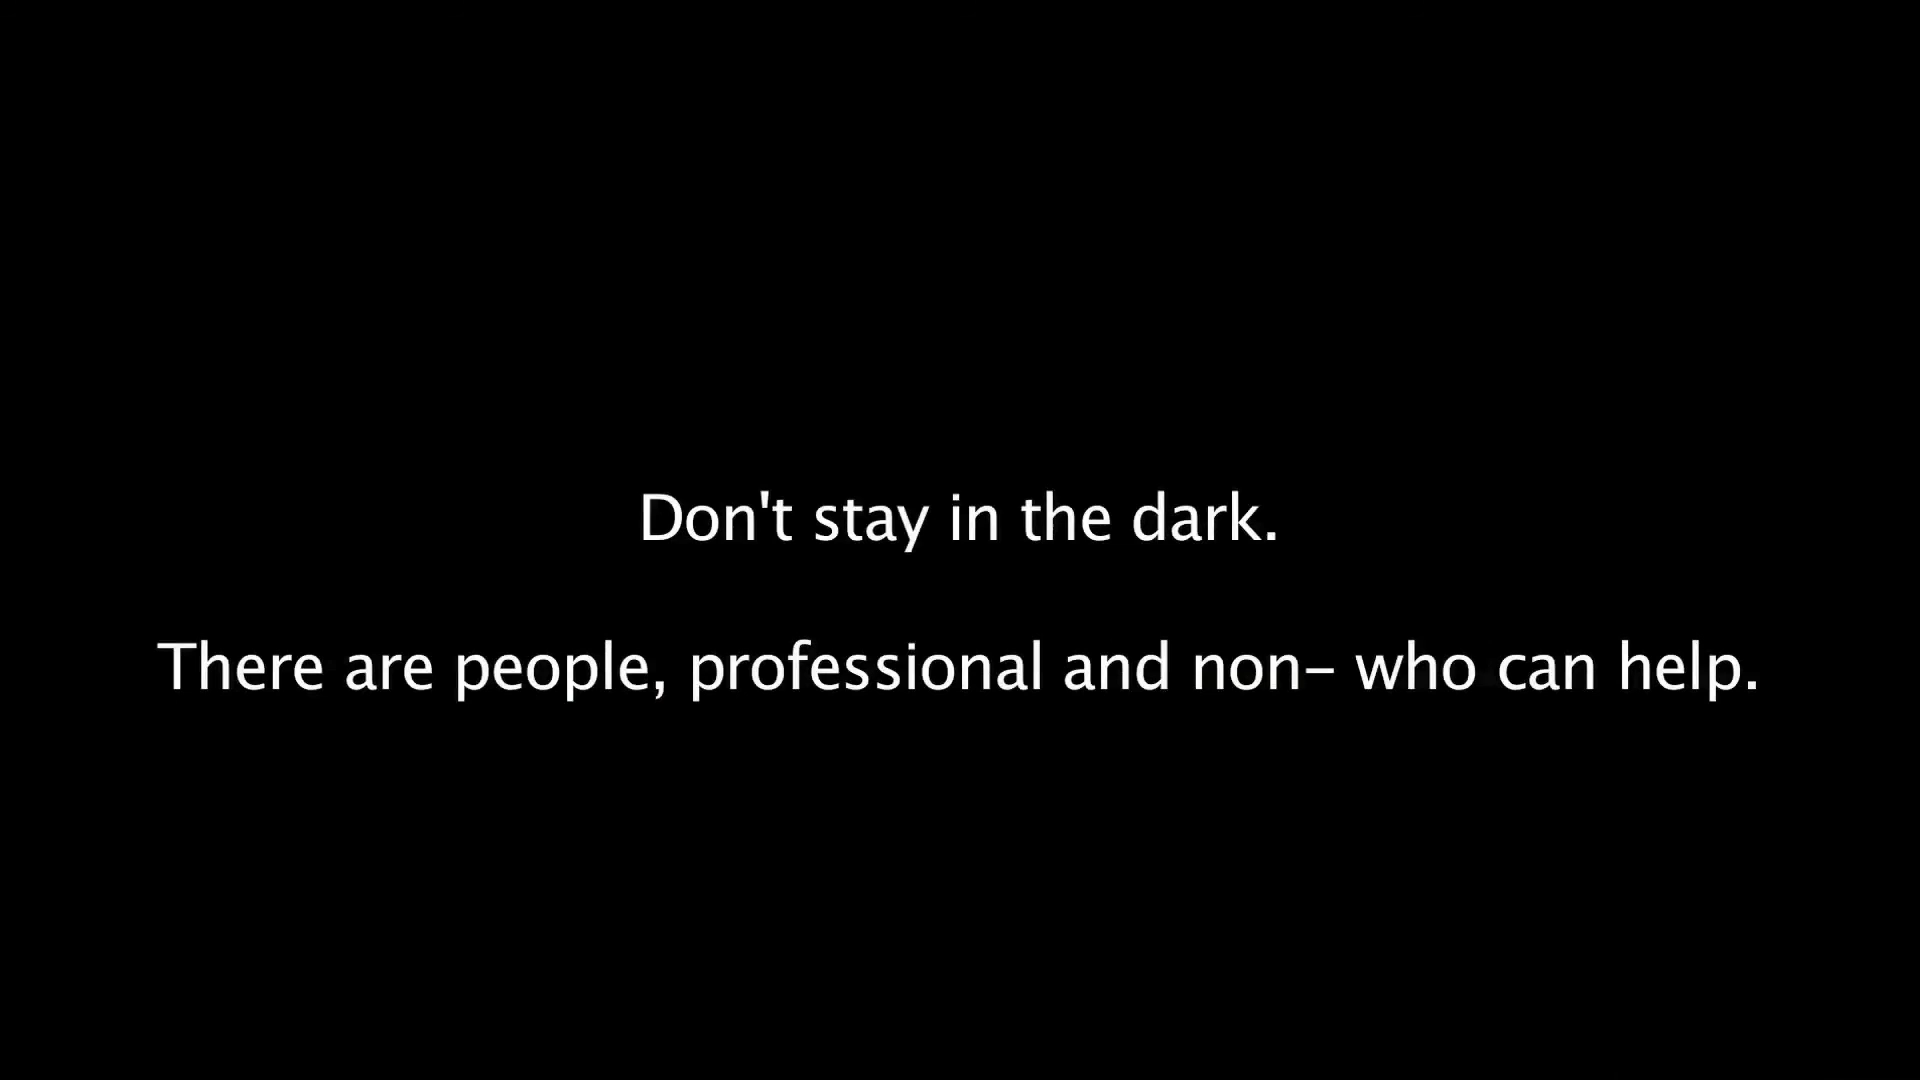 Don't stay in the dark.
There are people, professional and non– who can help.